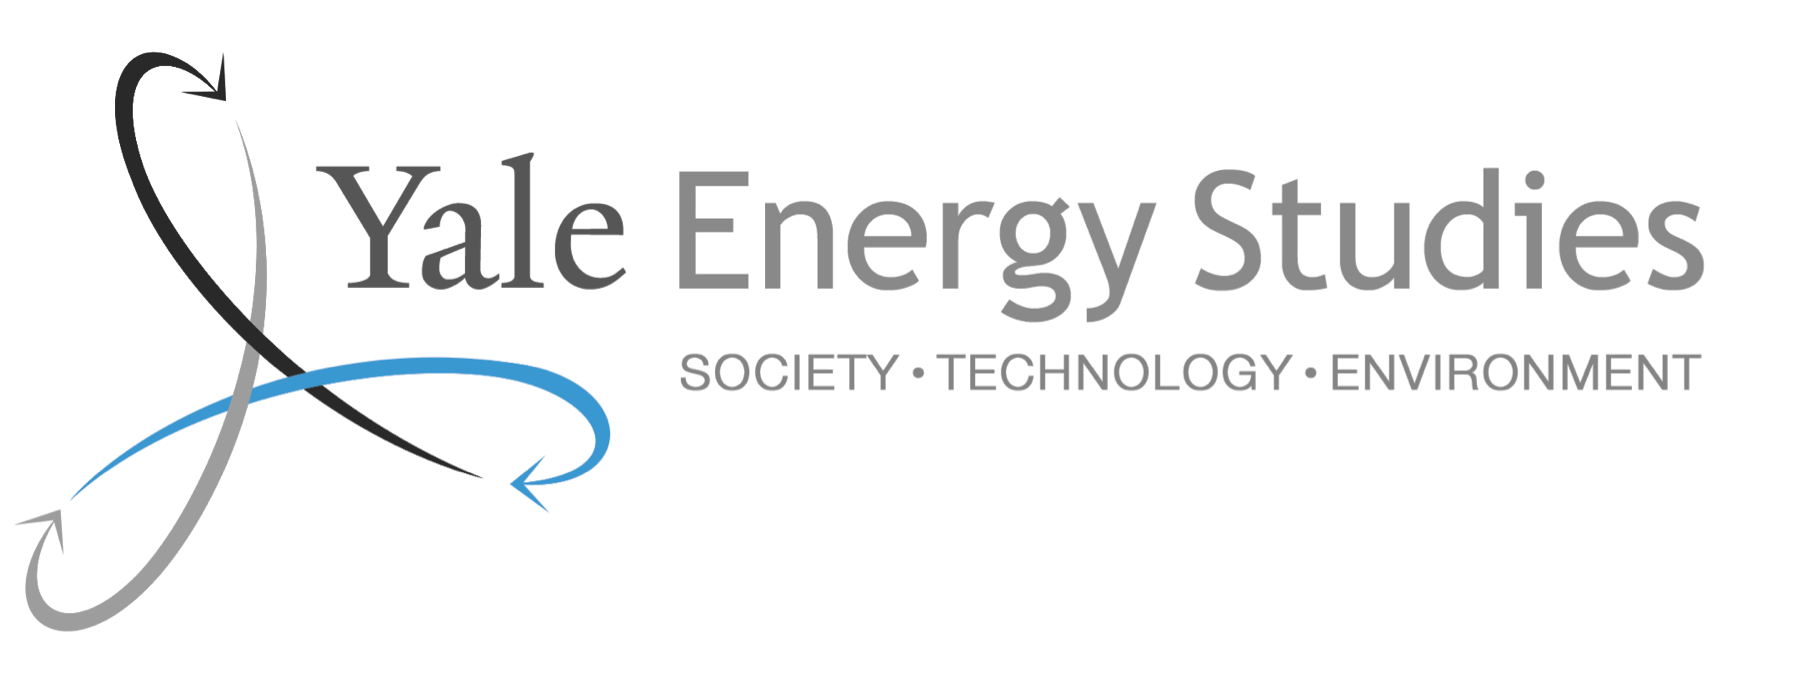 Yale Energy Studies
SOCIETY • TECHNOLOGY • ENVIRONMENT